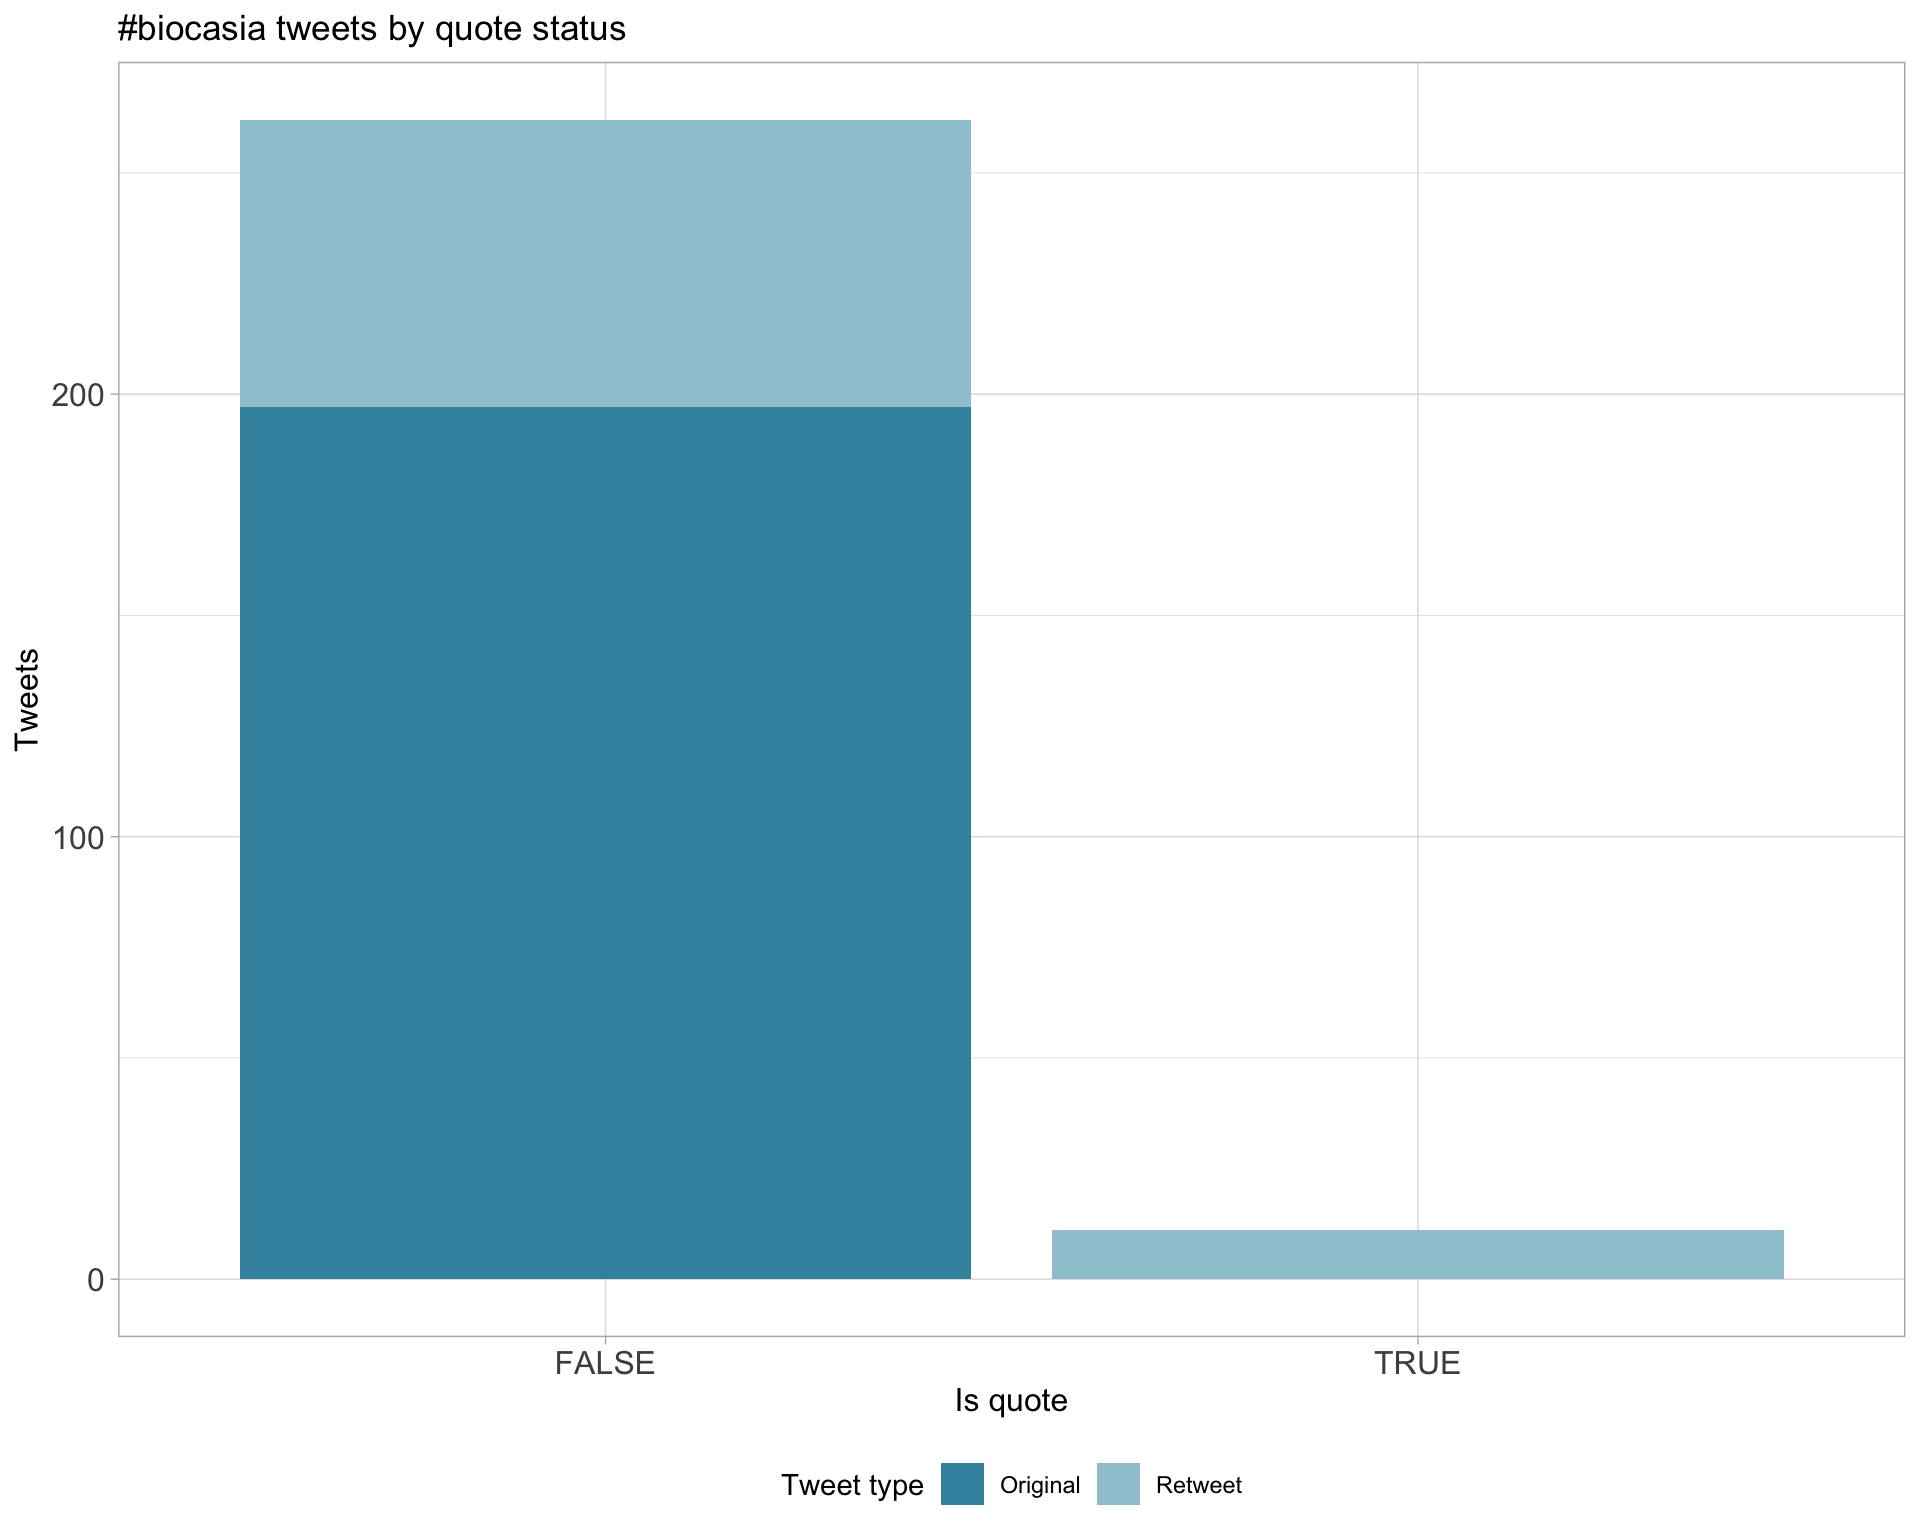 #biocasia tweets by quote status
Tweets
200
100
0
FALSE
TRUE
Is quote
Tweet type
Original
Retweet